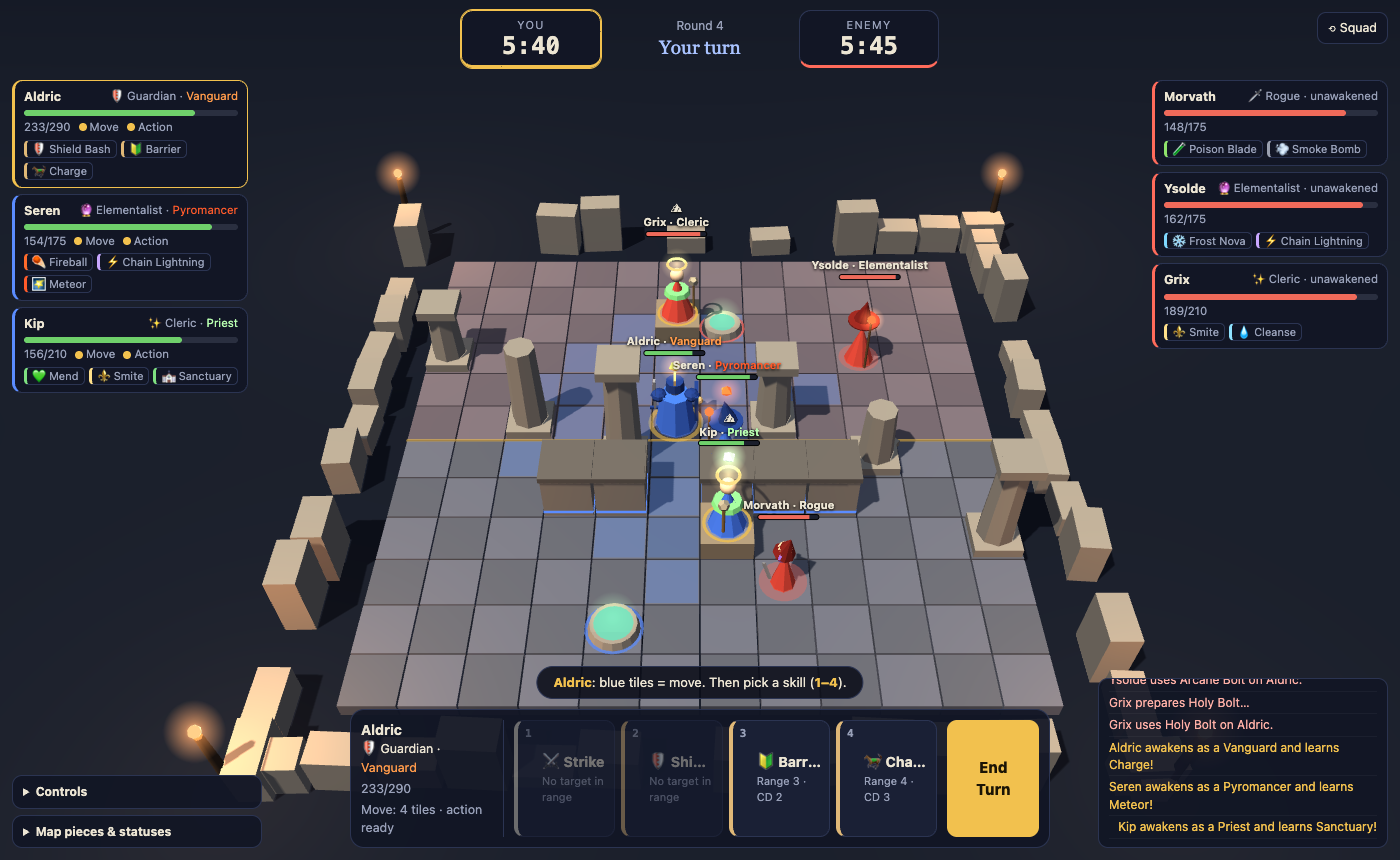 YOU
5:40
Round 4
Your turn
ENEMY
5:45
Squad
Aldric
Guardian · Vanguard
233/290 Move Action
Shield Bash Barrier
Charge
Seren
Elementalist · Pyromancer
154/175 Move Action
Fireball Chain Lightning
Meteor
Kip
Cleric · Priest
156/210 Move Action
Mend Smite Sanctuary
Morvath
Rogue · unawakened
148/175
Poison Blade Smoke Bomb
Ysolde
Elementalist · unawakened
162/175
Frost Nova Chain Lightning
Grix
Cleric · unawakened
189/210
Smite Cleanse
Grix · Cleric
Ysolde · Elementalist
Aldric · Vanguard
Seren · Pyromancer
Kip · Priest
Morvath · Rogue
Aldric: blue tiles = move. Then pick a skill (1–4).
Aldric
Guardian ·
Vanguard
233/290
Move: 4 tiles · action
ready
1
Strike
No target in
range
2
Shi...
No target in
range
3
Barr...
Range 3 ·
CD 2
4
Cha...
Range 4 ·
CD 3
End
Turn
Ysolde uses Arcane Bolt on Aldric.
Grix prepares Holy Bolt...
Grix uses Holy Bolt on Aldric.
Aldric awakens as a Vanguard and learns
Charge!
Seren awakens as a Pyromancer and learns
Meteor!
Kip awakens as a Priest and learns Sanctuary!
Controls
Map pieces & statuses